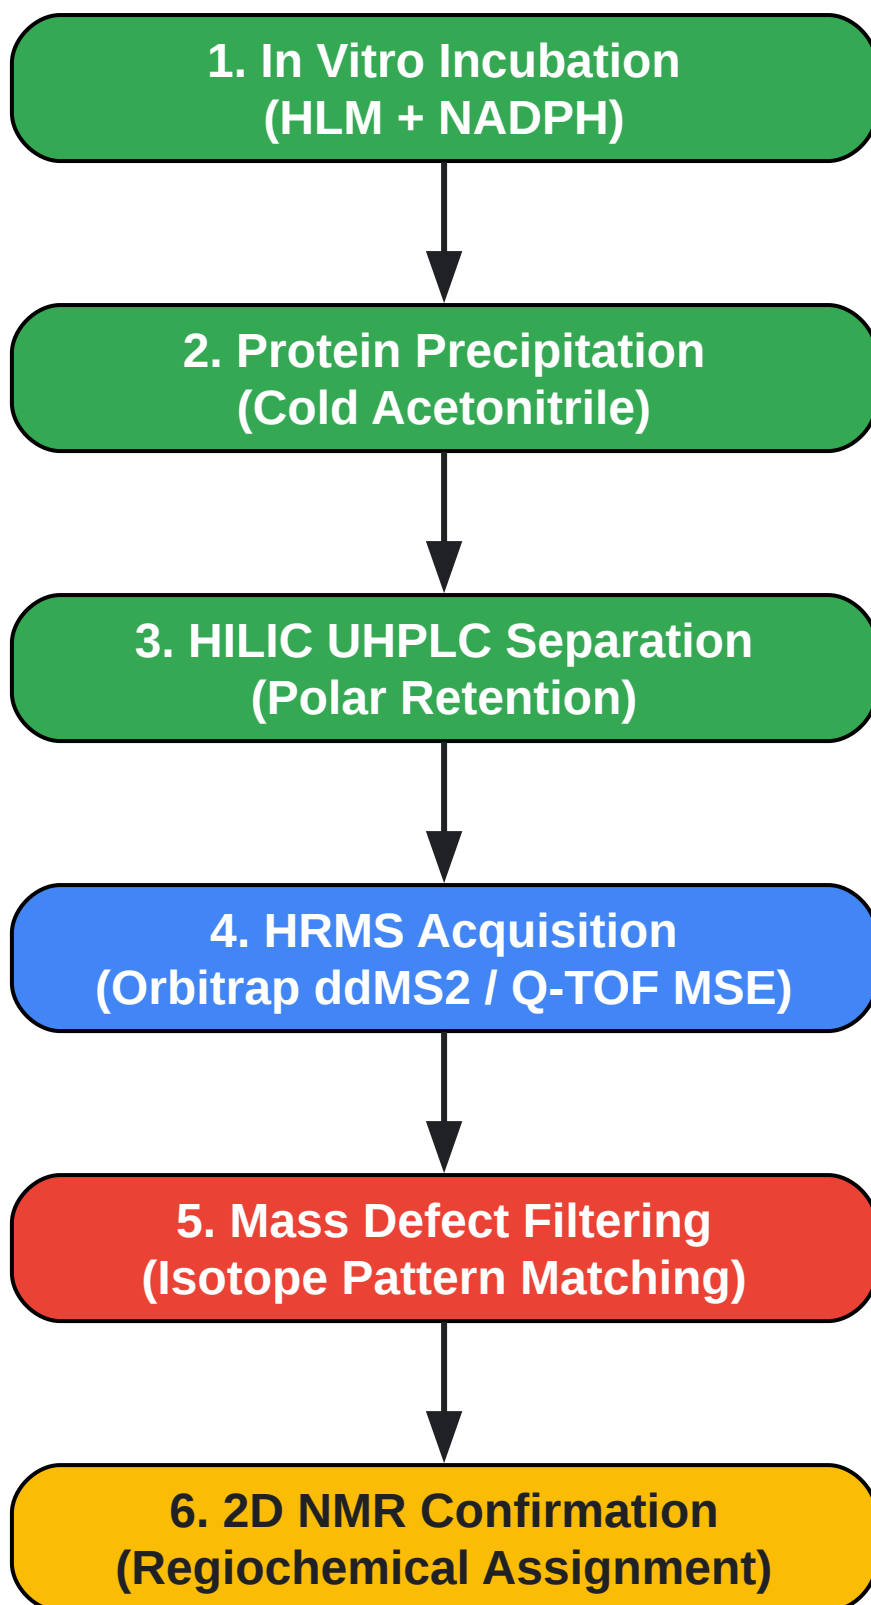 1. In Vitro Incubation
(HLM + NADPH)
2. Protein Precipitation
(Cold Acetonitrile)
3. HILIC UHPLC Separation
(Polar Retention)
4. HRMS Acquisition
(Orbitrap ddMS2 / Q-TOF MSE)
5. Mass Defect Filtering
(Isotope Pattern Matching)
6. 2D NMR Confirmation
(Regiochemical Assignment)